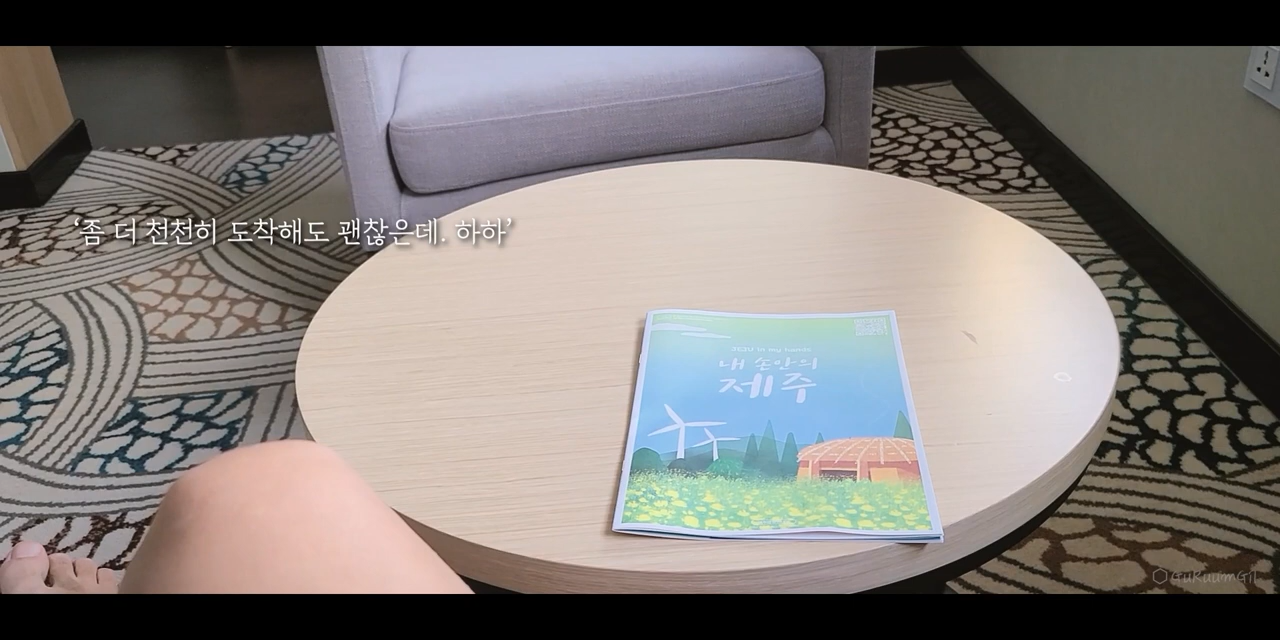 ‘좀 더 천천히 도착해도 괜찮은데. 하하’
Jeju in my hands
내 손안의
제주
GuRuumGil